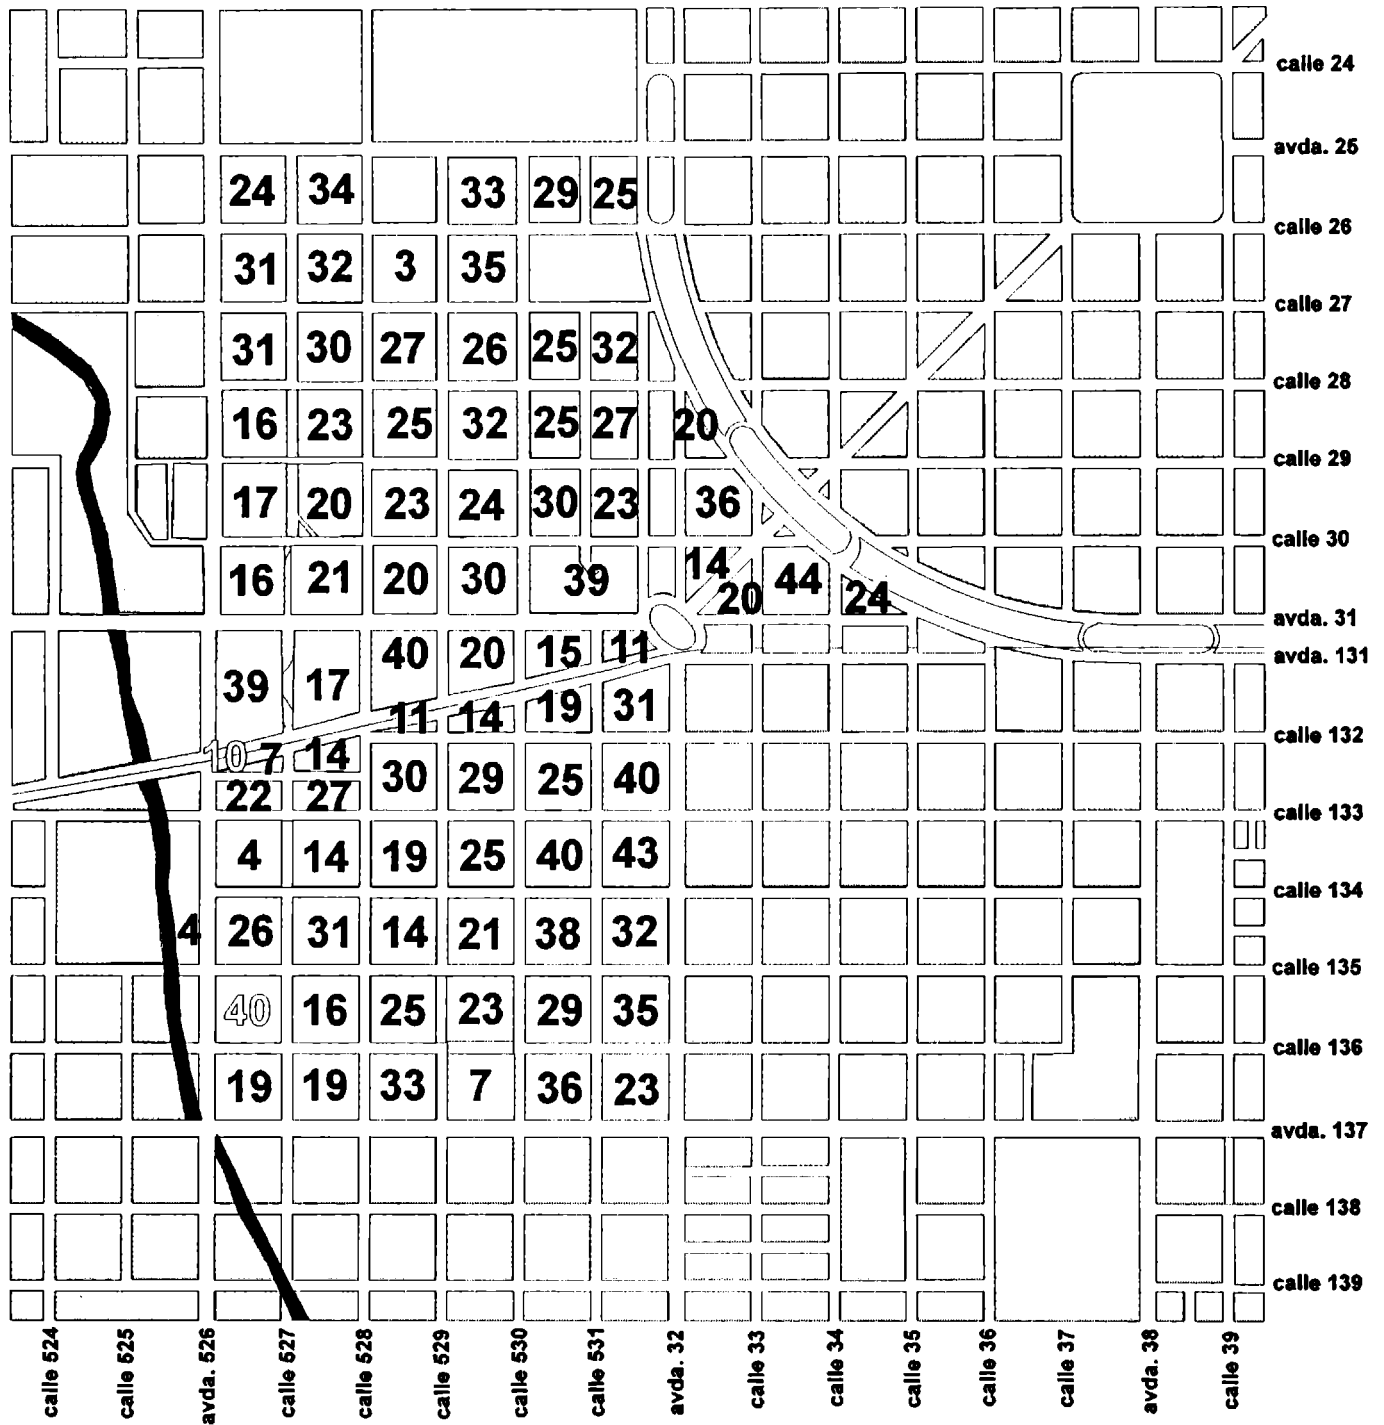 calle 24
avda. 25
24 34 33 29 25
calle 26
31 32 3 35
calle 27
31 30 27 26 25 32
calle 28
16 23 25 32 25 27 20
calle 29
17 20 23 24 30 23 36
calle 30
16 21 20 30 39 14 20 44 24
avda. 31
40 20 15 11
avda. 131
39 17 11 14 19 31
calle 132
10 7 14 30 29 25 40
22 27
calle 133
4 14 19 25 40 43
calle 134
4 26 31 14 21 38 32
calle 135
40 16 25 23 29 35
calle 136
19 19 33 7 36 23
avda. 137
calle 138
calle 139
calle 524
calle 525
avda. 526
calle 527
calle 528
calle 529
calle 530
calle 531
avda. 32
calle 33
calle 34
calle 35
calle 36
calle 37
avda. 38
calle 39